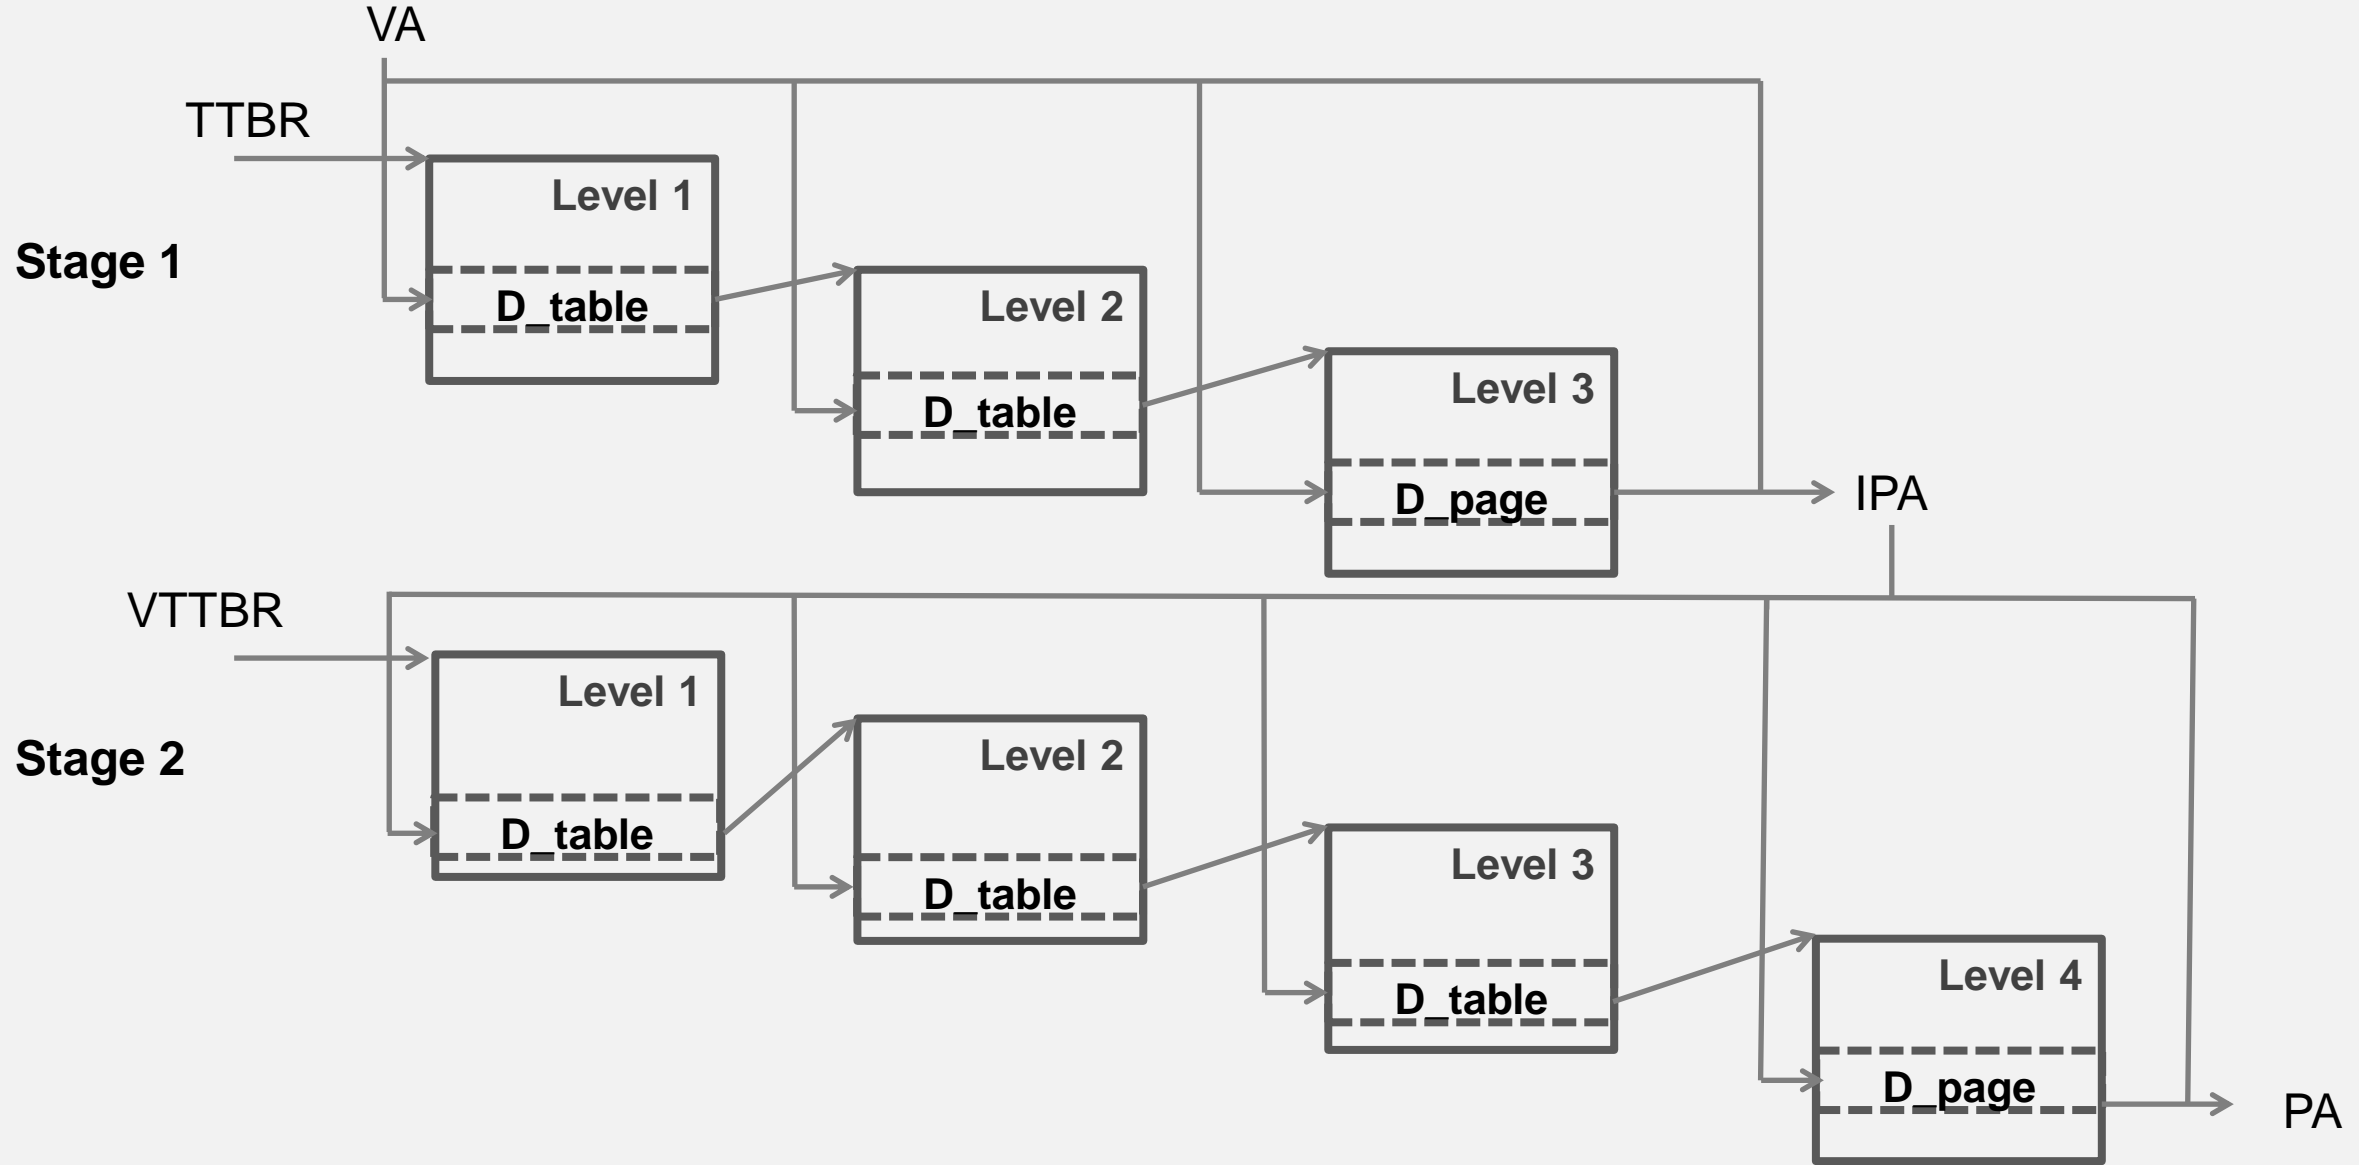 VA
TTBR
Level 1
Stage 1
D_table
Level 2
D_table
Level 3
D_page
IPA
VTTBR
Level 1
Stage 2
D_table
Level 2
D_table
Level 3
D_table
Level 4
D_page
PA